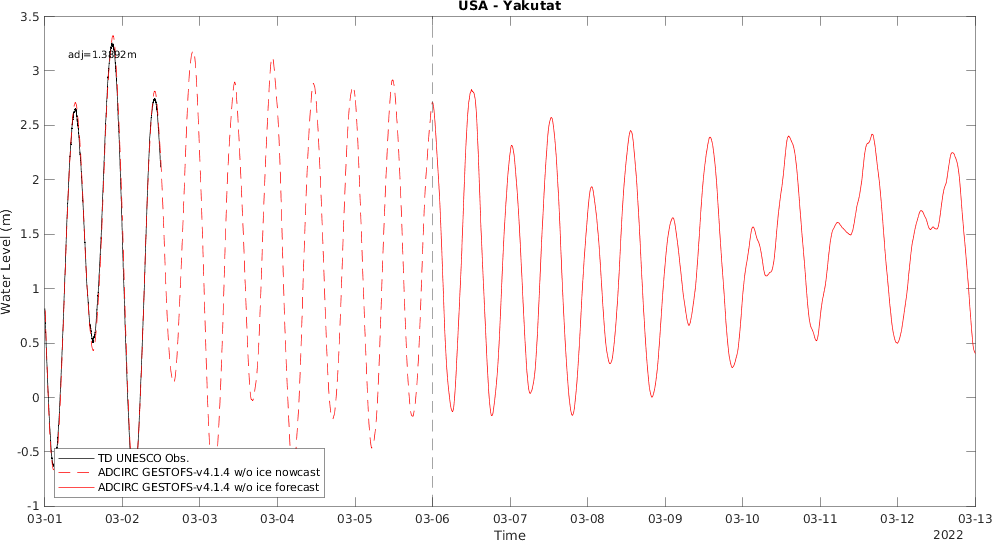 USA - Yakutat
3.5
3
2.5
2
1.5
1
0.5
0
-0.5
-1
Water Level (m)
adj=1.3892m
TD UNESCO Obs.
ADCIRC GESTOFS-v4.1.4 w/o ice nowcast
ADCIRC GESTOFS-v4.1.4 w/o ice forecast
03-01 03-02 03-03 03-04 03-05 03-06 03-07 03-08 03-09 03-10 03-11 03-12 03-13
Time
2022